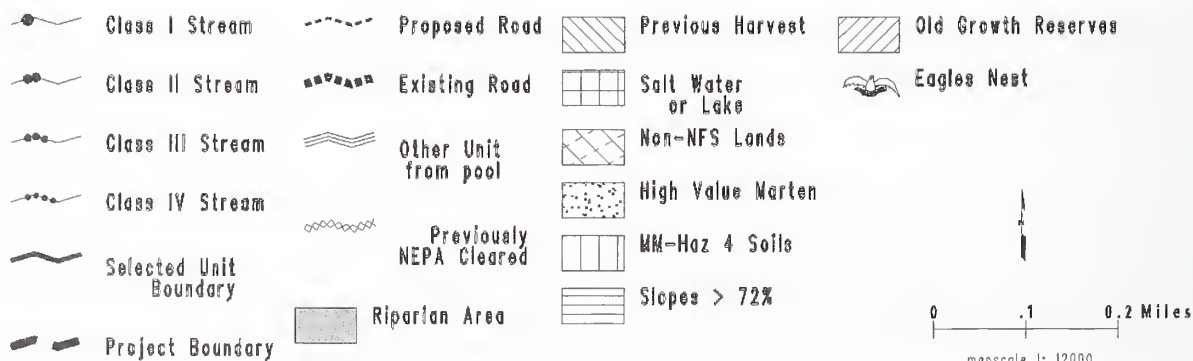 Class I Stream
Class II Stream
Class III Stream
Class IV Stream
Selected Unit
Boundary
Project Boundary
Proposed Road
Existing Road
Other Unit
from pool
Previously
NEPA Cleared
Riparian Area
Previous Harvest
Salt Water
or Lake
Non-NFS Lands
High Value Marten
MM-Haz 4 Soils
Slopes > 72%
Old Growth Reserves
Eagles Nest
0 .1 0.2 Miles
mapscale 1: 12000